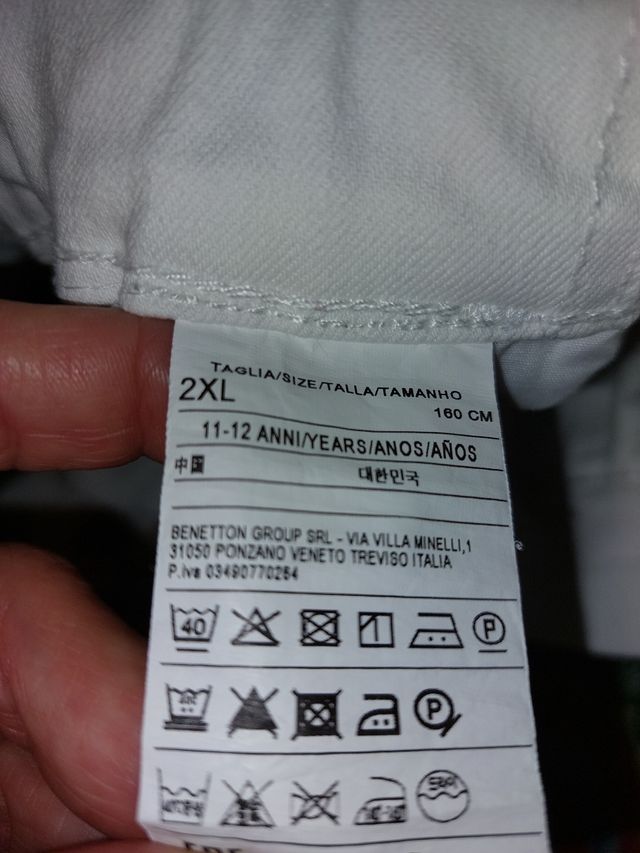 TAGLIA/SIZE/TALLA/TAMANHO
2XL
160 CM
11-12 ANNI/YEARS/ANOS/AÑOS
中国 대한민국
BENETTON GROUP SRL - VIA VILLA MINELLI,1
31050 PONZANO VENETO TREVISO ITALIA
P.Iva 03490770264
40 P
P